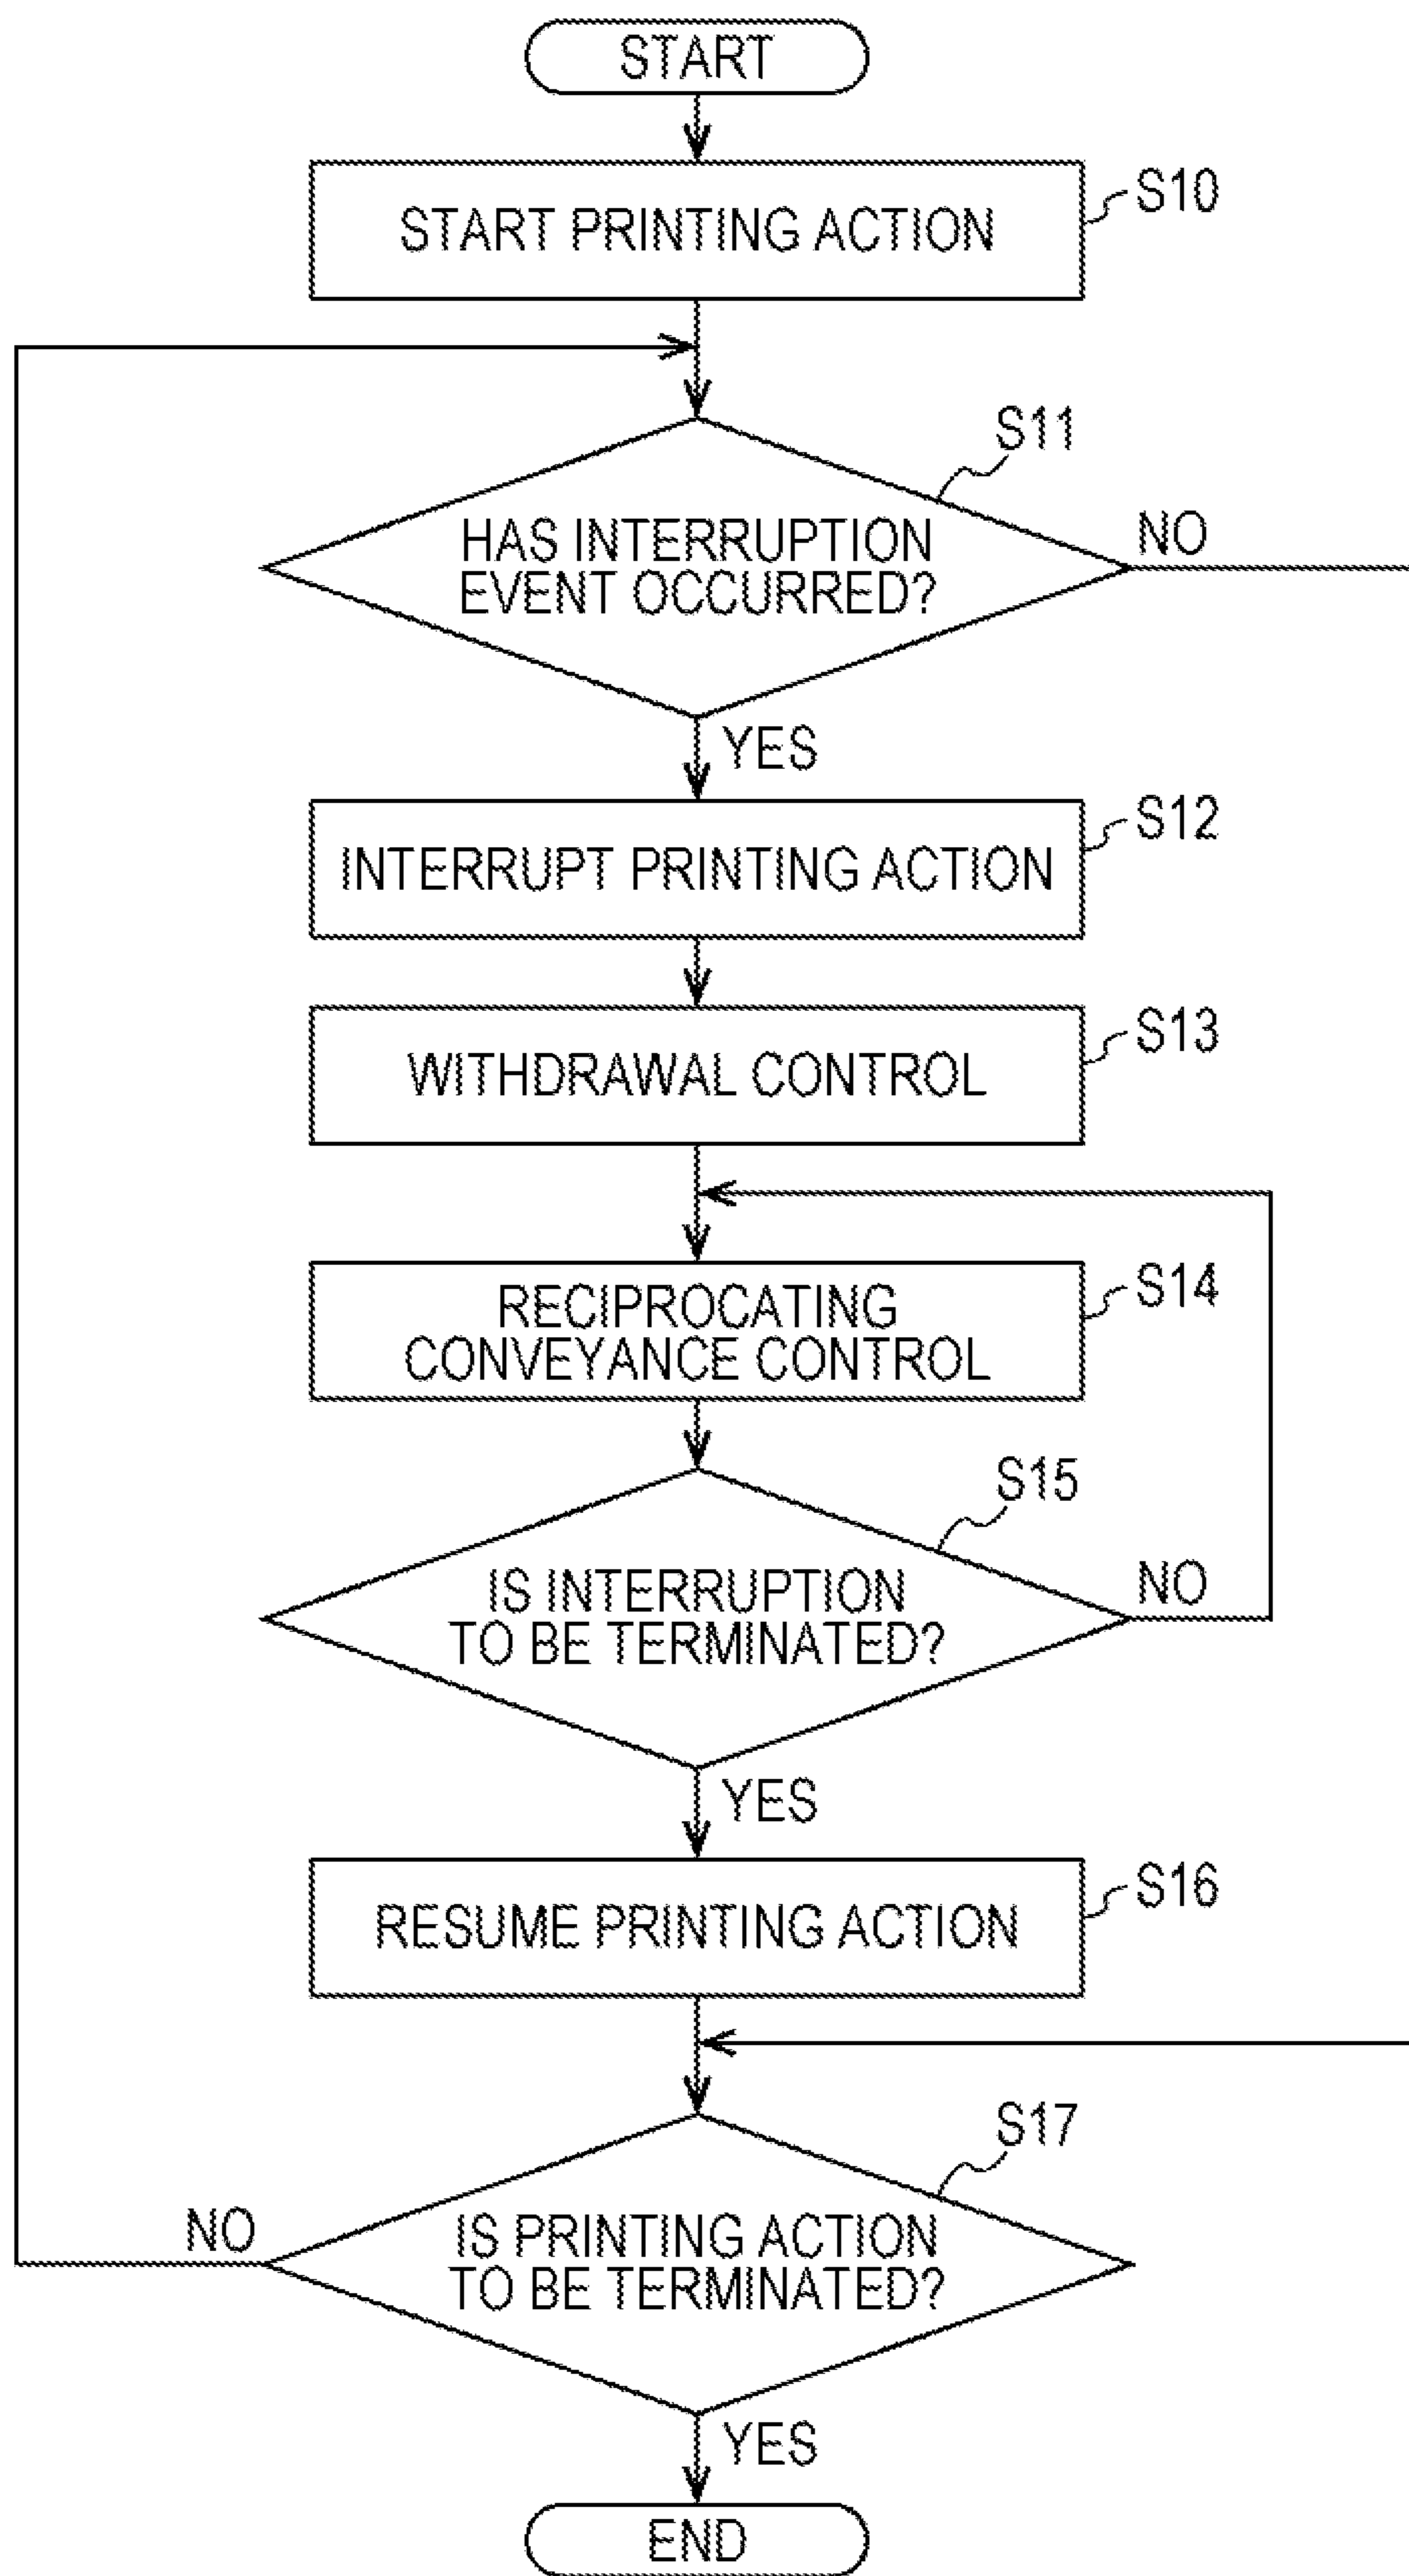 START
START PRINTING ACTION
S10
S11
HAS INTERRUPTION
EVENT OCCURRED?
NO
YES
INTERRUPT PRINTING ACTION
S12
WITHDRAWAL CONTROL
S13
RECIPROCATING
CONVEYANCE CONTROL
S14
S15
IS INTERRUPTION
TO BE TERMINATED?
NO
YES
RESUME PRINTING ACTION
S16
S17
IS PRINTING ACTION
TO BE TERMINATED?
NO
YES
END